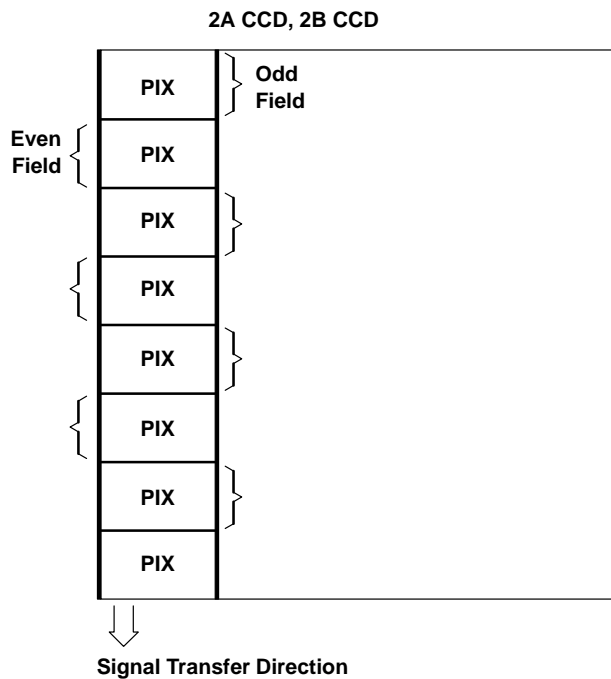 2A CCD, 2B CCD
PIX
Odd
Field
Even
Field
PIX
PIX
PIX
PIX
PIX
PIX
PIX
Signal Transfer Direction